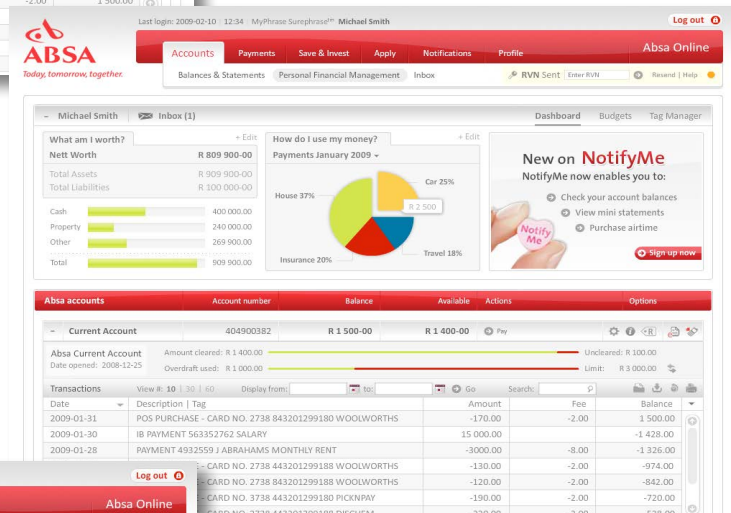 -2.00 1 500.00
Last login: 2009-02-10 | 12:34 MyPhrase Surephrase™ Michael Smith Log out
ABSA
Today, tomorrow, together.
Accounts Payments Save & Invest Apply Notifications Profile Absa Online
Balances & Statements Personal Financial Management Inbox RVN Sent Enter RVN Resend | Help
– Michael Smith Inbox (1) Dashboard Budgets Tag Manager
What am I worth? + Edit
Nett Worth R 809 900-00
Total Assets R 909 900-00
Total Liabilities R 100 000-00
Cash 400 000.00
Property 240 000.00
Other 269 900.00
Total 909 900.00
How do I use my money? + Edit
Payments January 2009
House 37%
Car 25%
R 2 500
Insurance 20%
Travel 18%
New on NotifyMe
NotifyMe now enables you to:
Check your account balances
View mini statements
Purchase airtime
Notify Me
Sign up now
Absa accounts Account number Balance Available Actions Options
– Current Account 404900382 R 1 500-00 R 1 400-00 Pay
Absa Current Account Amount cleared: R 1 400.00 Uncleared: R 100.00
Date opened: 2008-12-25 Overdraft used: R 1 000.00 Limit: R 3 000.00
Transactions View #: 10 | 30 | 60 Display from: to: Go Search:
Date Description | Tag Amount Fee Balance
2009-01-31 POS PURCHASE - CARD NO. 2738 843201299180 WOOLWORTHS -170.00 -2.00 1 500.00
2009-01-30 IB PAYMENT 563352762 SALARY 15 000.00 -1 428.00
2009-01-28 PAYMENT 4932559 J ABRAHAMS MONTHLY RENT -3000.00 -8.00 -1 326.00
- CARD NO. 2738 443201299188 WOOLWORTHS -130.00 -2.00 -974.00
- CARD NO. 2738 443201299188 WOOLWORTHS -120.00 -2.00 -842.00
- CARD NO. 3738 443201299180 PICKNPAY -190.00 -2.00 -720.00
Log out
Absa Online